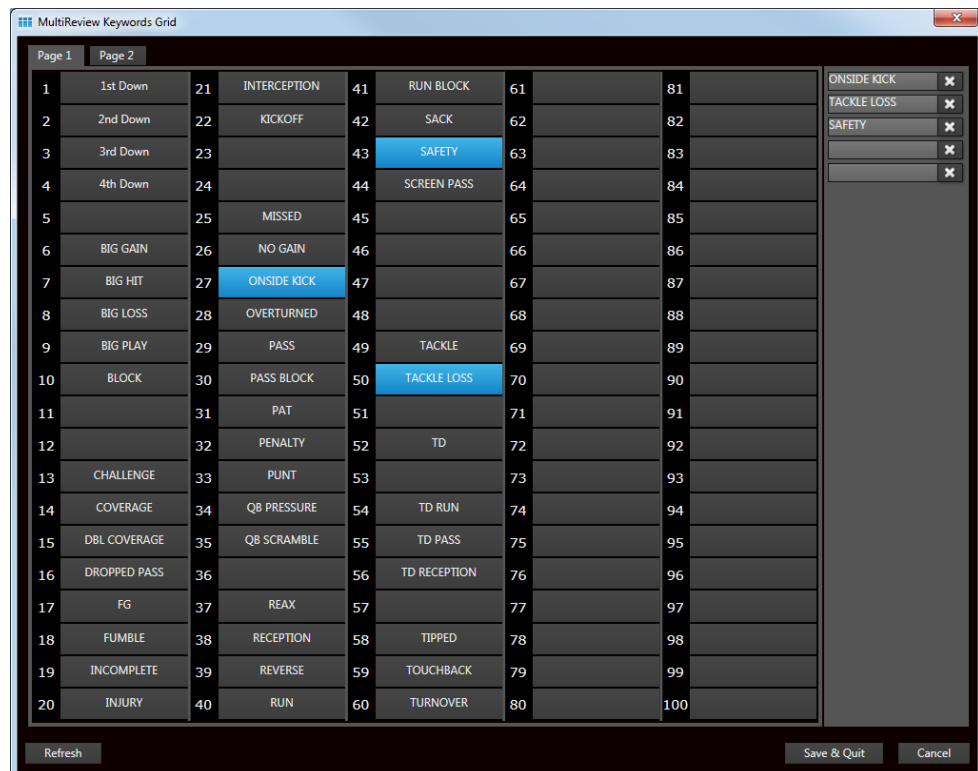 MultiReview Keywords Grid
Page 1 Page 2
1 1st Down 21 INTERCEPTION 41 RUN BLOCK 61 81 ONSIDE KICK
2 2nd Down 22 KICKOFF 42 SACK 62 82 TACKLE LOSS
3 3rd Down 23 43 SAFETY 63 83 SAFETY
4 4th Down 24 44 SCREEN PASS 64 84
5 25 MISSED 45 65 85
6 BIG GAIN 26 NO GAIN 46 66 86
7 BIG HIT 27 ONSIDE KICK 47 67 87
8 BIG LOSS 28 OVERTURNED 48 68 88
9 BIG PLAY 29 PASS 49 TACKLE 69 89
10 BLOCK 30 PASS BLOCK 50 TACKLE LOSS 70 90
11 31 PAT 51 71 91
12 32 PENALTY 52 TD 72 92
13 CHALLENGE 33 PUNT 53 73 93
14 COVERAGE 34 QB PRESSURE 54 TD RUN 74 94
15 DBL COVERAGE 35 QB SCRAMBLE 55 TD PASS 75 95
16 DROPPED PASS 36 56 TD RECEPTION 76 96
17 FG 37 REAX 57 77 97
18 FUMBLE 38 RECEPTION 58 TIPPED 78 98
19 INCOMPLETE 39 REVERSE 59 TOUCHBACK 79 99
20 INJURY 40 RUN 60 TURNOVER 80 100
Refresh Save & Quit Cancel